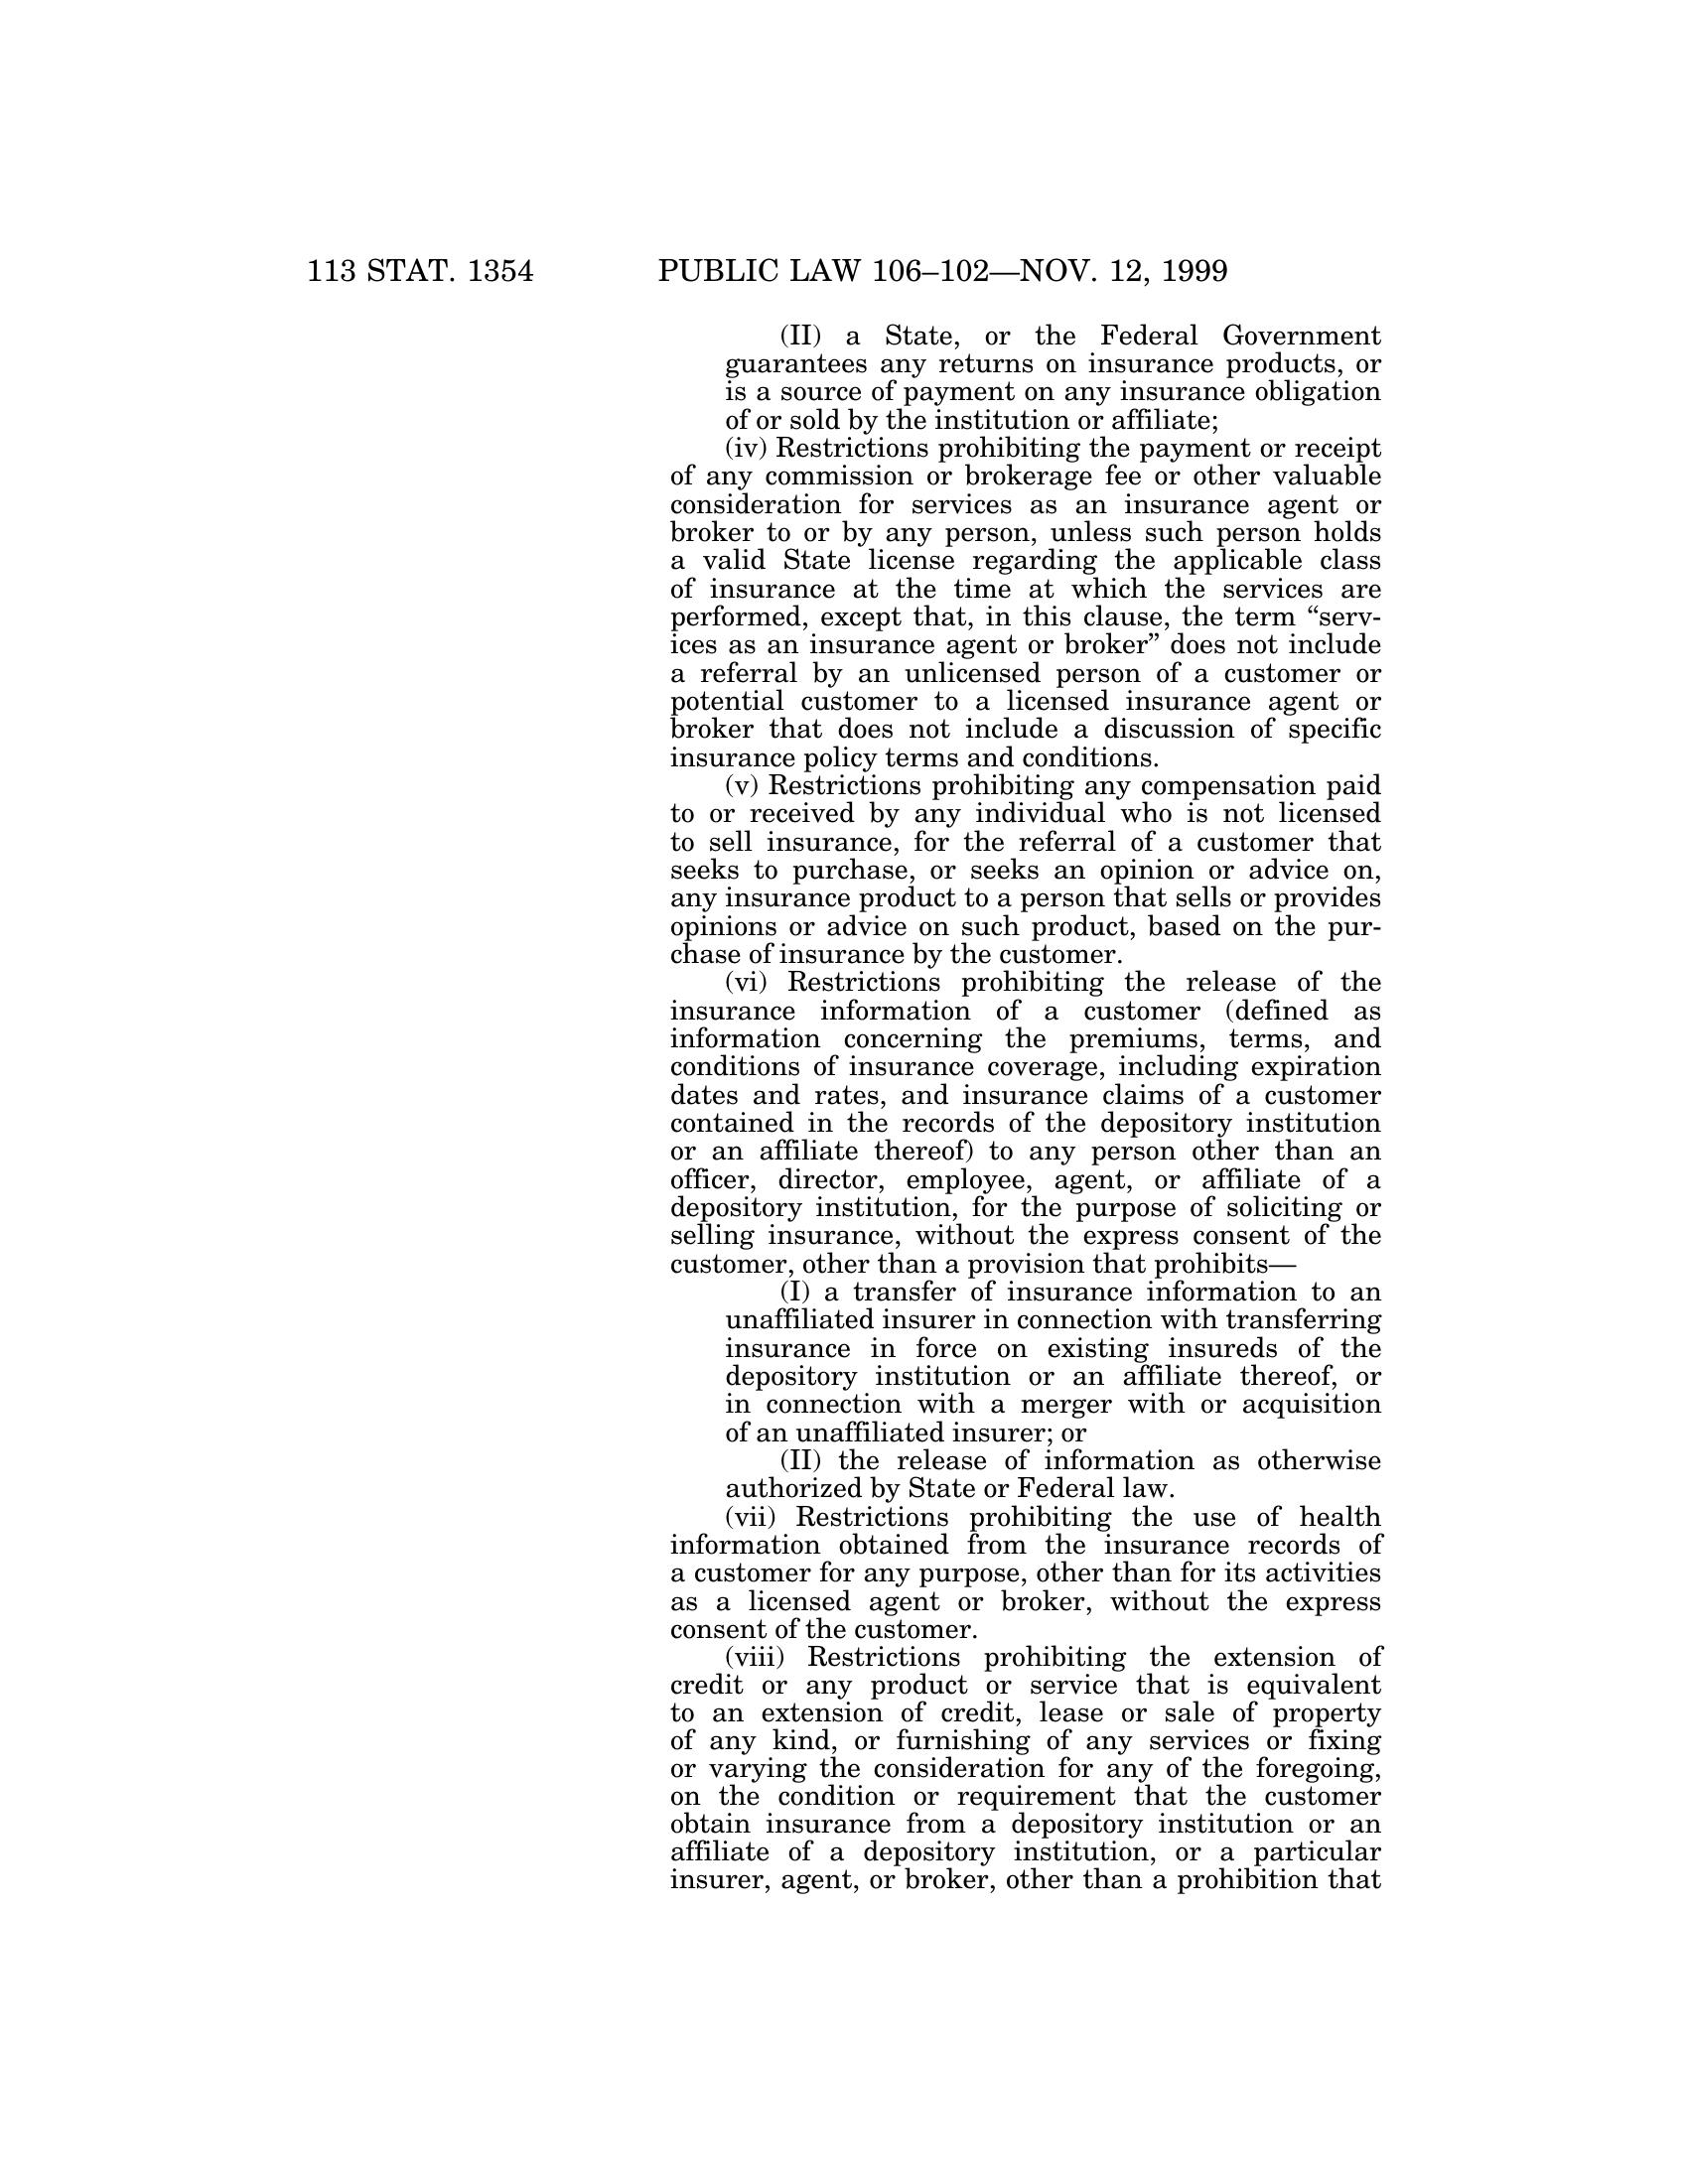 113 STAT. 1354 PUBLIC LAW 106–102—NOV. 12, 1999
(II) a State, or the Federal Government
guarantees any returns on insurance products, or
is a source of payment on any insurance obligation
of or sold by the institution or affiliate;
(iv) Restrictions prohibiting the payment or receipt
of any commission or brokerage fee or other valuable
consideration for services as an insurance agent or
broker to or by any person, unless such person holds
a valid State license regarding the applicable class
of insurance at the time at which the services are
performed, except that, in this clause, the term “serv-
ices as an insurance agent or broker” does not include
a referral by an unlicensed person of a customer or
potential customer to a licensed insurance agent or
broker that does not include a discussion of specific
insurance policy terms and conditions.
(v) Restrictions prohibiting any compensation paid
to or received by any individual who is not licensed
to sell insurance, for the referral of a customer that
seeks to purchase, or seeks an opinion or advice on,
any insurance product to a person that sells or provides
opinions or advice on such product, based on the pur-
chase of insurance by the customer.
(vi) Restrictions prohibiting the release of the
insurance information of a customer (defined as
information concerning the premiums, terms, and
conditions of insurance coverage, including expiration
dates and rates, and insurance claims of a customer
contained in the records of the depository institution
or an affiliate thereof) to any person other than an
officer, director, employee, agent, or affiliate of a
depository institution, for the purpose of soliciting or
selling insurance, without the express consent of the
customer, other than a provision that prohibits—
(I) a transfer of insurance information to an
unaffiliated insurer in connection with transferring
insurance in force on existing insureds of the
depository institution or an affiliate thereof, or
in connection with a merger with or acquisition
of an unaffiliated insurer; or
(II) the release of information as otherwise
authorized by State or Federal law.
(vii) Restrictions prohibiting the use of health
information obtained from the insurance records of
a customer for any purpose, other than for its activities
as a licensed agent or broker, without the express
consent of the customer.
(viii) Restrictions prohibiting the extension of
credit or any product or service that is equivalent
to an extension of credit, lease or sale of property
of any kind, or furnishing of any services or fixing
or varying the consideration for any of the foregoing,
on the condition or requirement that the customer
obtain insurance from a depository institution or an
affiliate of a depository institution, or a particular
insurer, agent, or broker, other than a prohibition that